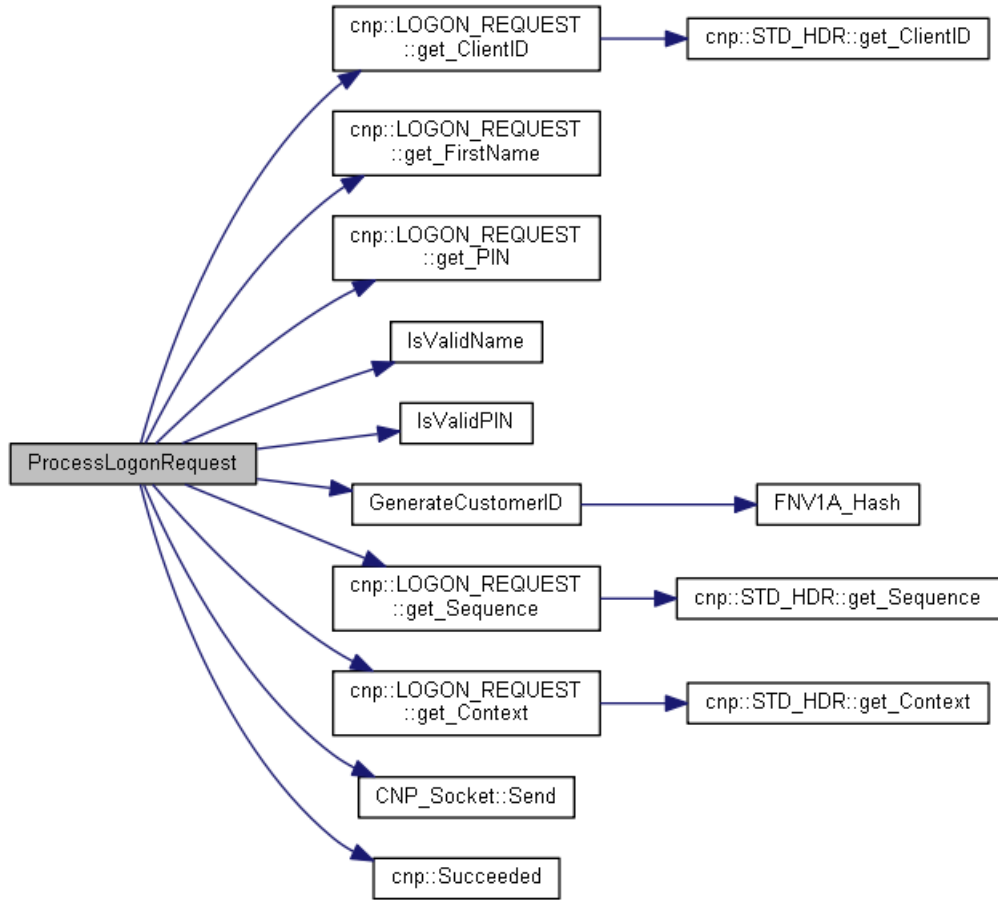 cnp::LOGON_REQUEST
::get_ClientID
cnp::STD_HDR::get_ClientID
cnp::LOGON_REQUEST
::get_FirstName
cnp::LOGON_REQUEST
::get_PIN
IsValidName
IsValidPIN
ProcessLogonRequest
GenerateCustomerID
FNV1A_Hash
cnp::LOGON_REQUEST
::get_Sequence
cnp::STD_HDR::get_Sequence
cnp::LOGON_REQUEST
::get_Context
cnp::STD_HDR::get_Context
CNP_Socket::Send
cnp::Succeeded